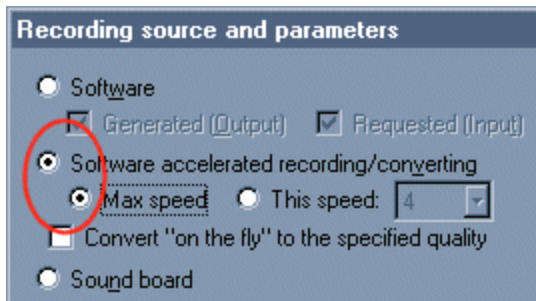 Recording source and parameters
Software
Generated (Output) Requested (Input)
Software accelerated recording/converting
Max speed This speed: 4
Convert "on the fly" to the specified quality
Sound board